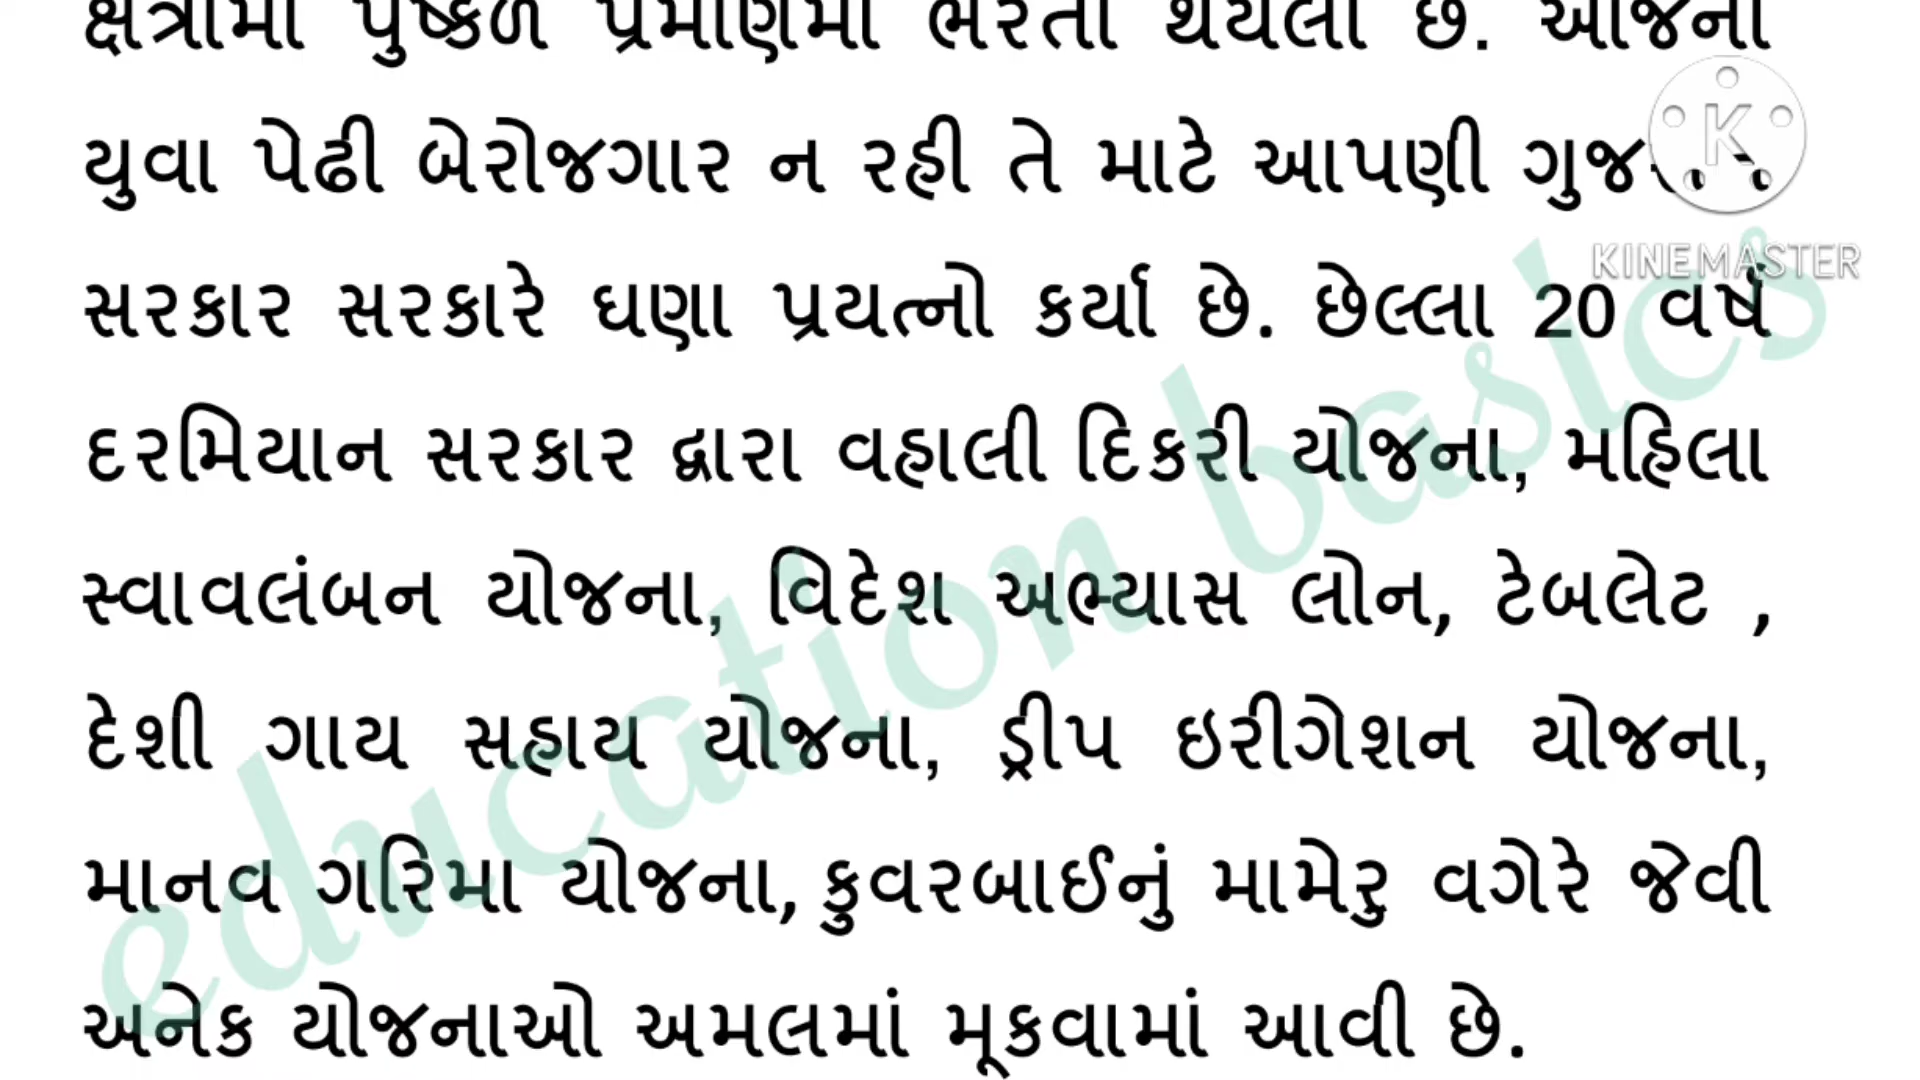 ક્ષેત્રોમાં પુષ્કળ પ્રમાણમાં ભરતી થયેલી છે. આજની
યુવા પેઢી બેરોજગાર ન રહી તે માટે આપણી
સરકાર સરકારે ઘણા પ્રયત્નો કર્યા છે. છેલ્લા 20 વર્ષ
દરમિયાન સરકાર દ્વારા વહાલી દિકરી યોજના, મહિલા
સ્વાવલંબન યોજના, વિદેશ અભ્યાસ લોન, ટેબલેટ ,
દેશી ગાય સહાય યોજના, ડ્રીપ ઇરીગેશન યોજના,
માનવ ગરિમા યોજના, કુવરબાઈનું મામેરુ વગેરે જેવી
અનેક યોજનાઓ અમલમાં મૂકવામાં આવી છે.
K
KINEMASTER
education basics